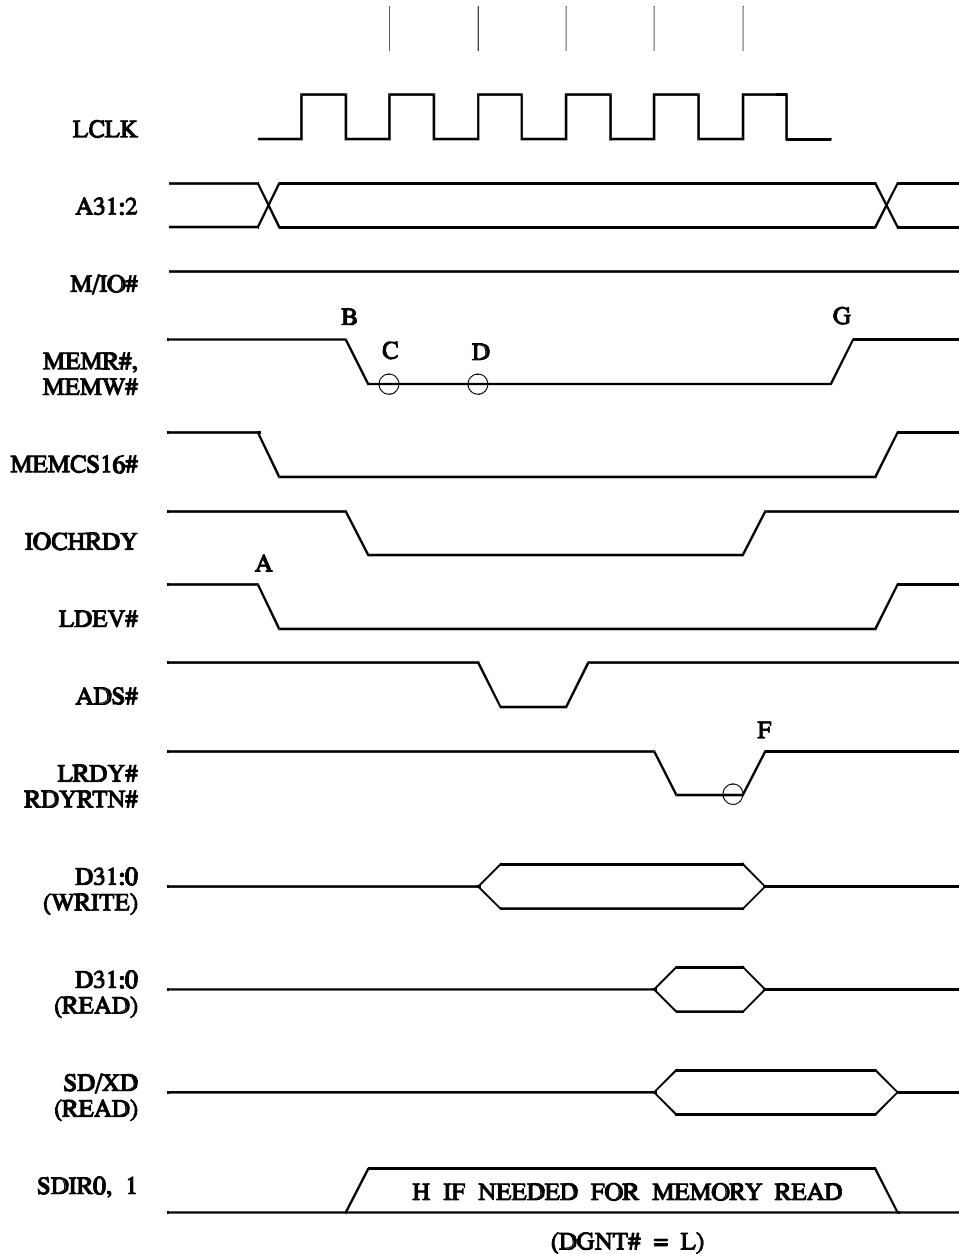 LCLK
A31:2
M/IO#
B
G
C
D
MEMR#,
MEMW#
MEMCS16#
IOCHRDY
A
LDEV#
ADS#
F
LRDY#
RDYRTN#
D31:0
(WRITE)
D31:0
(READ)
SD/XD
(READ)
SDIR0, 1
H IF NEEDED FOR MEMORY READ
(DGNT# = L)